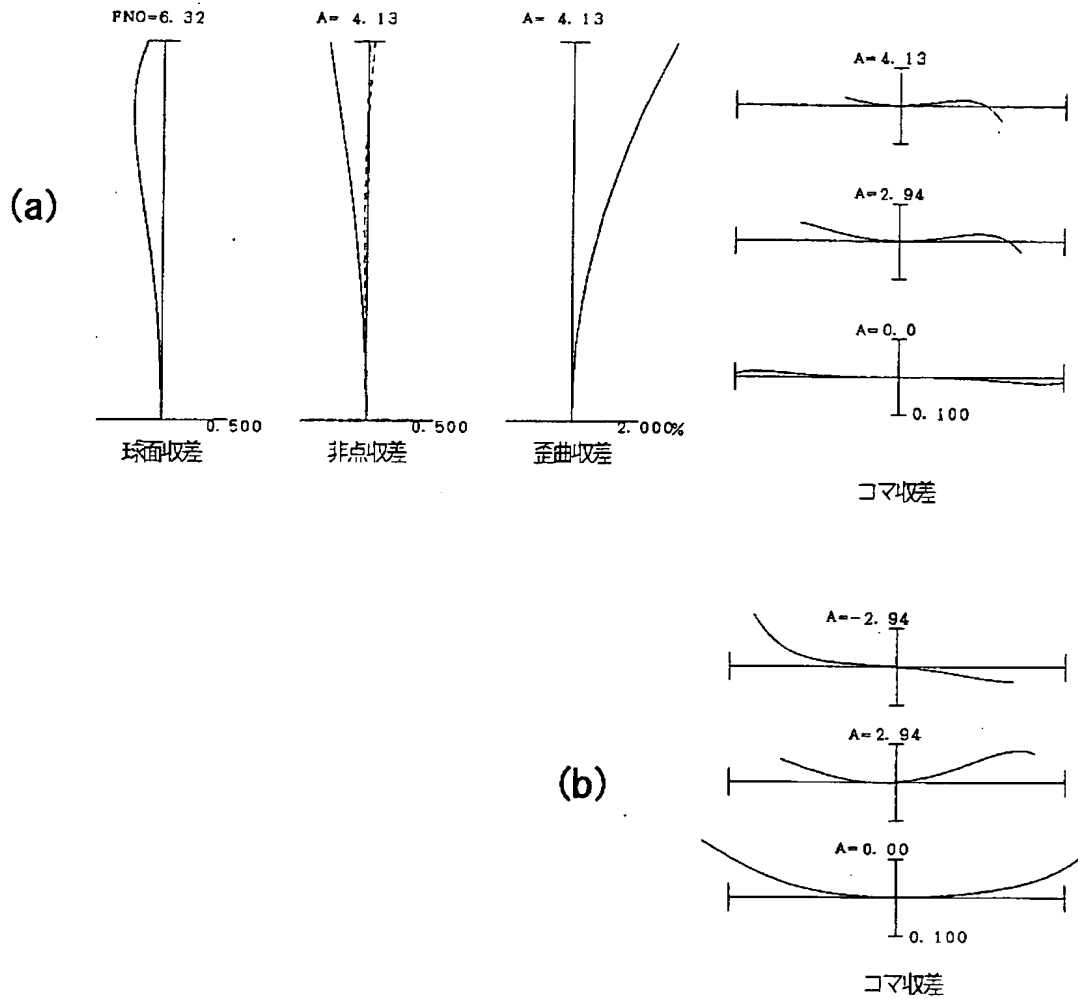 FNO=6. 32
A= 4. 13
A= 4. 13
A=4. 13
(a)
A=2. 94
A=0. 0
0. 100
0. 500
0. 500
2. 000%
球面収差
非点収差
歪曲収差
コマ収差
A=-2. 94
A=2. 94
(b)
A=0. 00
0. 100
コマ収差